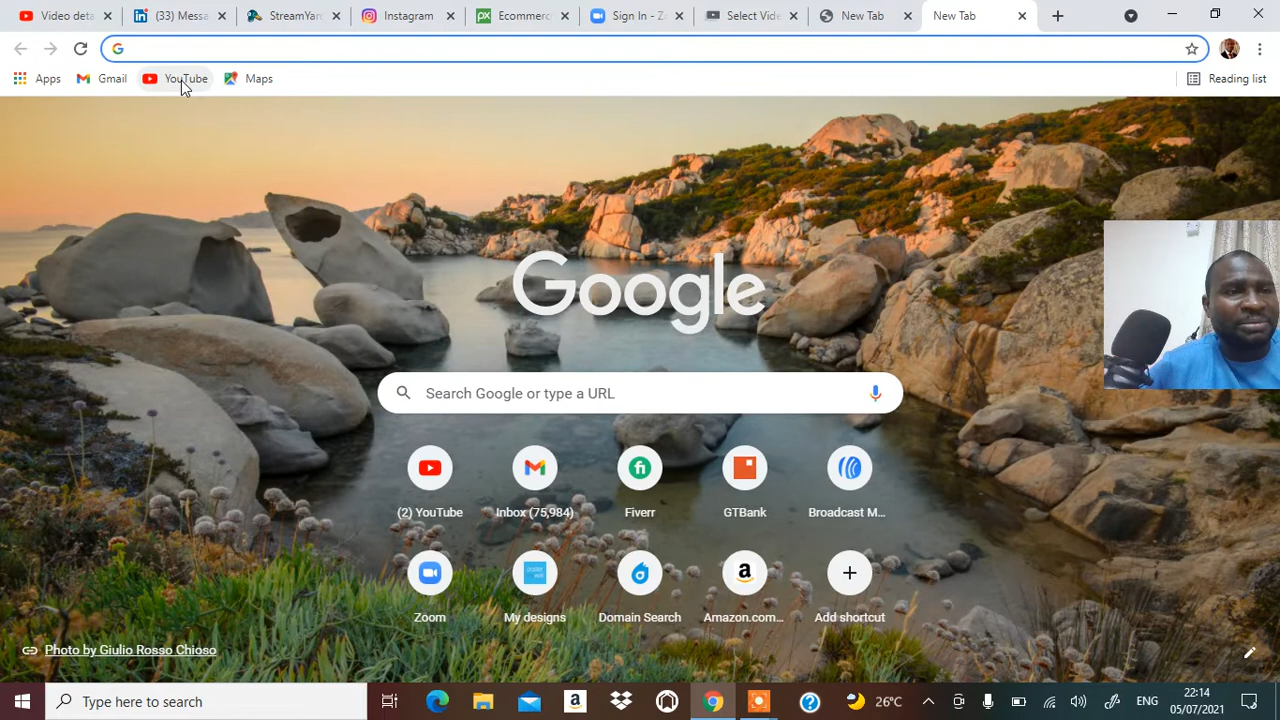 Video deta
(33) Messa
StreamYar
Instagram
Ecommerc
Sign In - Zo
Select Vide
New Tab
New Tab
Apps
Gmail
YouTube
Maps
Reading list
Google
Search Google or type a URL
(2) YouTube
Inbox (75,984)
Fiverr
GTBank
Broadcast M...
Zoom
My designs
Domain Search
Amazon.com...
Add shortcut
Photo by Giulio Rosso Chioso
Type here to search
26°C
ENG
22:14
05/07/2021